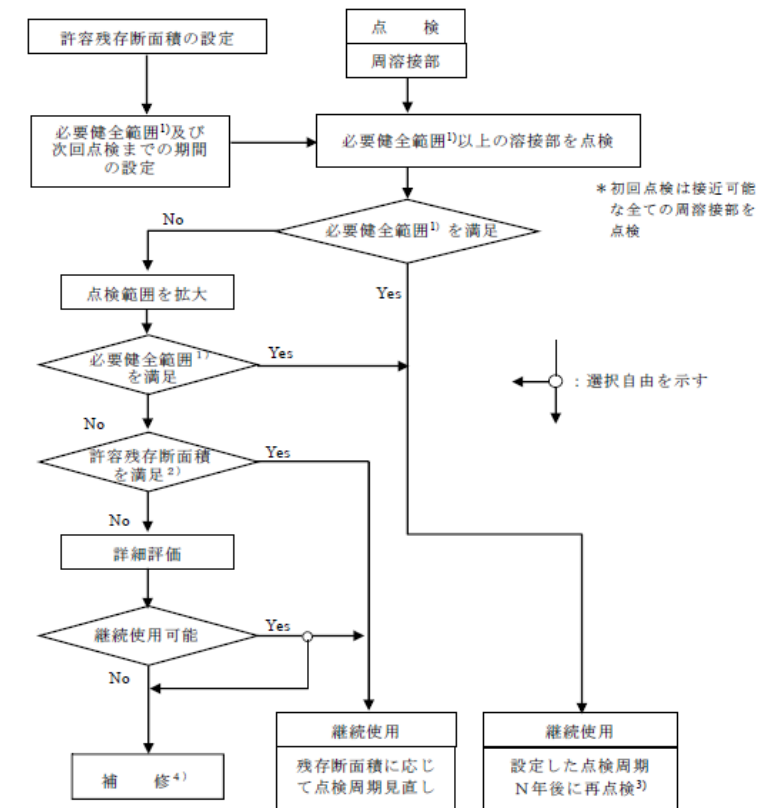 許容残存断面積の設定
点　　検
周溶接部
必要健全範囲1)及び
次回点検までの期間
の設定
必要健全範囲1)以上の溶接部を点検
＊初回点検は接近可能
な全ての周溶接部を
点検
必要健全範囲1) を満足
No
Yes
点検範囲を拡大
必要健全範囲1)
を満足
Yes
：選択自由を示す
No
許容残存断面積
を満足2)
Yes
No
詳細評価
継続使用可能
Yes
No
継続使用
残存断面積に応じ
て点検周期見直し
継続使用
設定した点検周期
N年後に再点検3)
補　　修4)